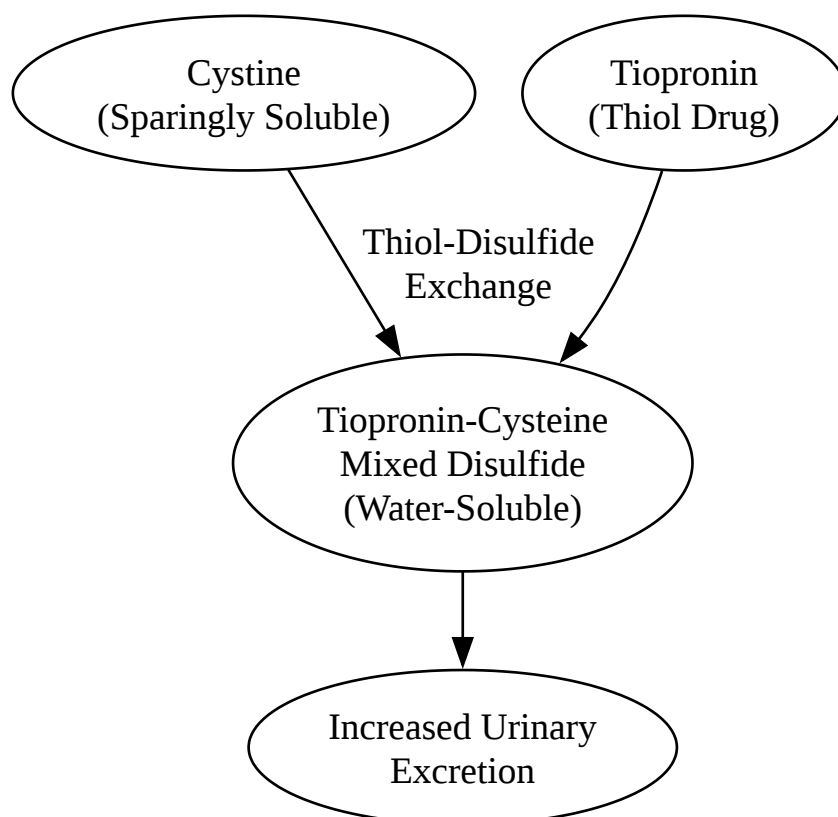 Cystine
(Sparingly Soluble)
Tiopronin
(Thiol Drug)
Thiol-Disulfide
Exchange
Tiopronin-Cysteine
Mixed Disulfide
(Water-Soluble)
Increased Urinary
Excretion